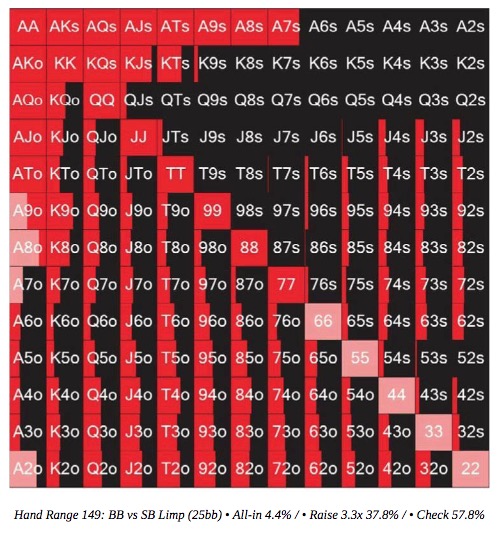 AA AKs AQs AJs ATs A9s A8s A7s A6s A5s A4s A3s A2s
AKo KK KQs KJs KTs K9s K8s K7s K6s K5s K4s K3s K2s
AQo KQo QQ QJs QTs Q9s Q8s Q7s Q6s Q5s Q4s Q3s Q2s
AJo KJo QJo JJ JTs J9s J8s J7s J6s J5s J4s J3s J2s
ATo KTo QTo JTo TT T9s T8s T7s T6s T5s T4s T3s T2s
A9o K9o Q9o J9o T9o 99 98s 97s 96s 95s 94s 93s 92s
A8o K8o Q8o J8o T8o 98o 88 87s 86s 85s 84s 83s 82s
A7o K7o Q7o J7o T7o 97o 87o 77 76s 75s 74s 73s 72s
A6o K6o Q6o J6o T6o 96o 86o 76o 66 65s 64s 63s 62s
A5o K5o Q5o J5o T5o 95o 85o 75o 65o 55 54s 53s 52s
A4o K4o Q4o J4o T4o 94o 84o 74o 64o 54o 44 43s 42s
A3o K3o Q3o J3o T3o 93o 83o 73o 63o 53o 43o 33 32s
A2o K2o Q2o J2o T2o 92o 82o 72o 62o 52o 42o 32o 22
Hand Range 149: BB vs SB Limp (25bb) • All-in 4.4% / • Raise 3.3x 37.8% / • Check 57.8%